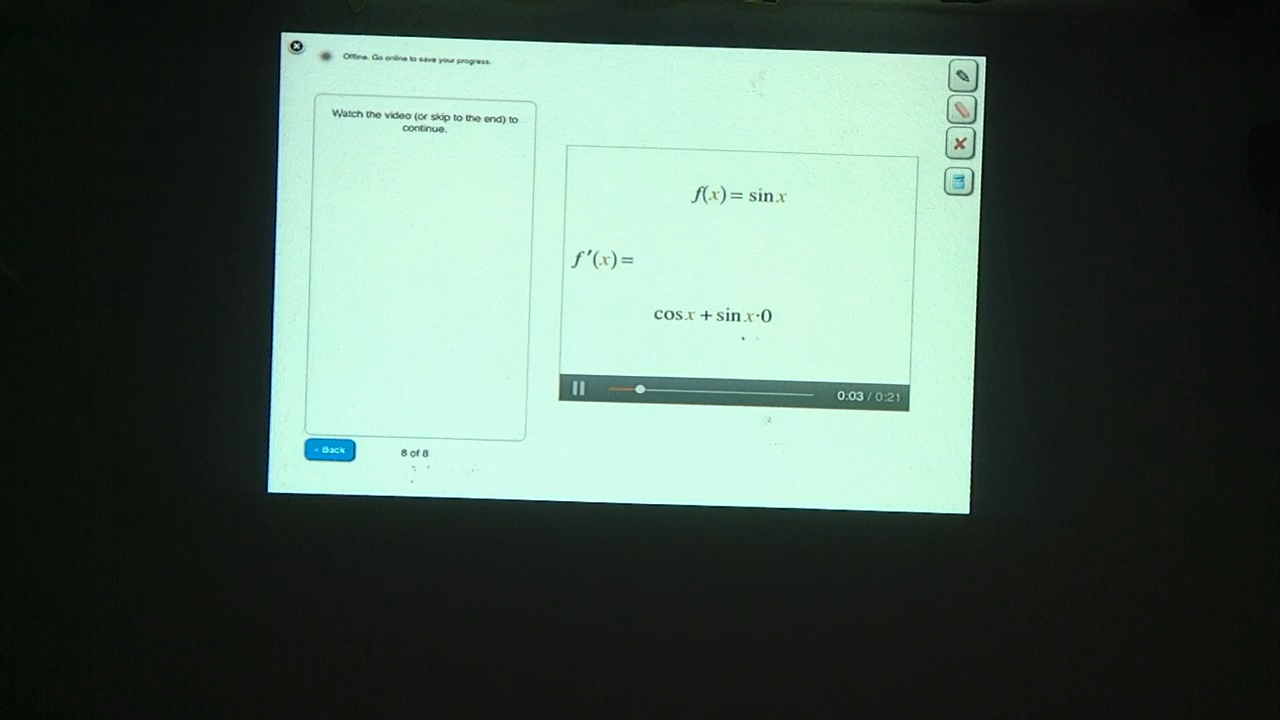 Offline. Go online to save your progress.
Watch the video (or skip to the end) to
continue.
f(x) = sin x
f′(x) =
cos x + sin x·0
0:03 / 0:21
- Back
8 of 8